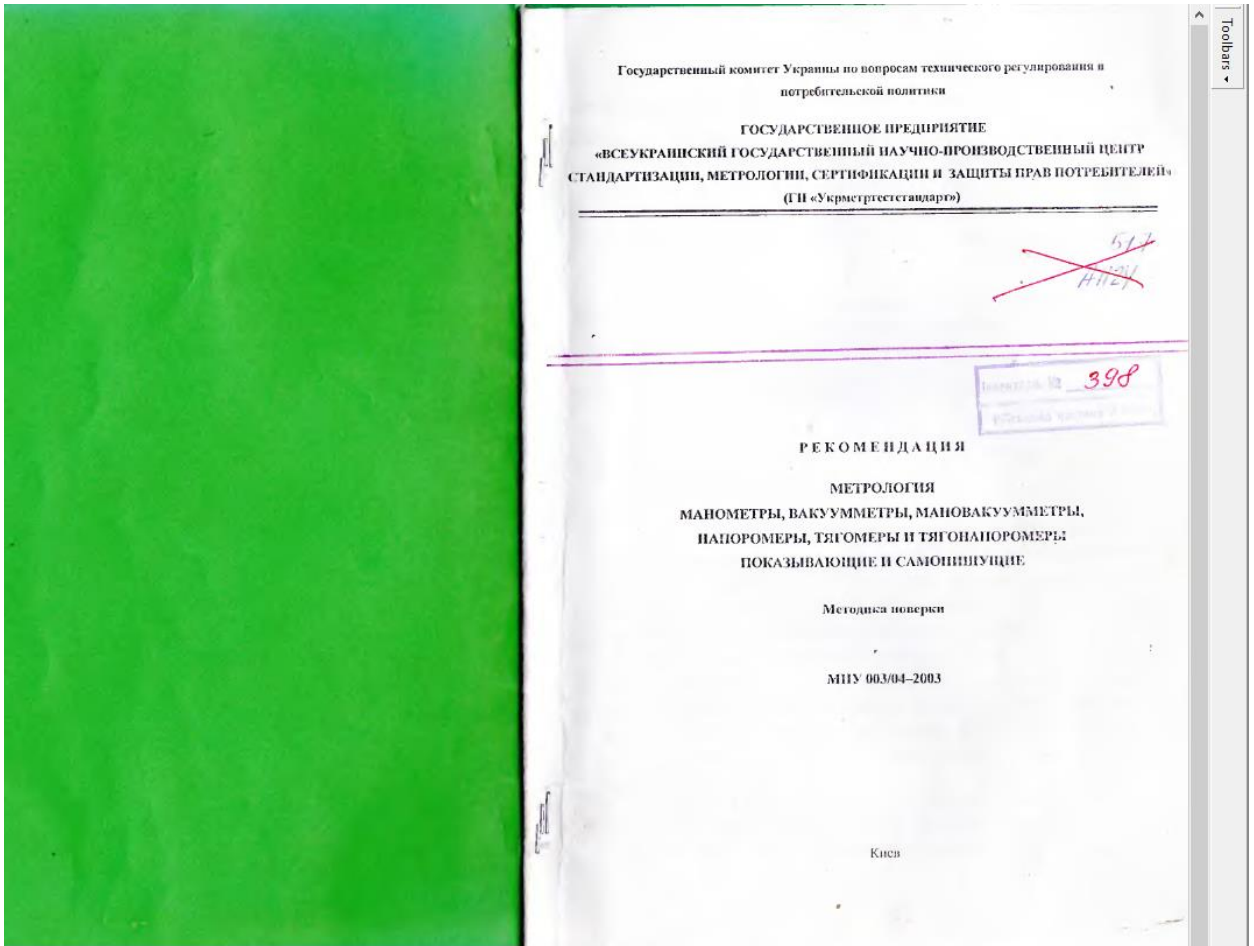 Государственный комитет Украины по вопросам технического регулирования и
потребительской политики
ГОСУДАРСТВЕННОЕ ПРЕДПРИЯТИЕ
«ВСЕУКРАИНСКИЙ ГОСУДАРСТВЕННЫЙ НАУЧНО-ПРОИЗВОДСТВЕННЫЙ ЦЕНТР
СТАНДАРТИЗАЦИИ, МЕТРОЛОГИИ, СЕРТИФИКАЦИИ И ЗАЩИТЫ ПРАВ ПОТРЕБИТЕЛЕЙ»
(ГП «Укрметртестстандарт»)
398
РЕКОМЕНДАЦИЯ
МЕТРОЛОГИЯ
МАНОМЕТРЫ, ВАКУУММЕТРЫ, МАНОВАКУУММЕТРЫ,
НАПОРОМЕРЫ, ТЯГОМЕРЫ И ТЯГОНАПОРОМЕРЫ
ПОКАЗЫВАЮЩИЕ И САМОПИШУЩИЕ
Методика поверки
МПУ 003/04–2003
Киев
Toolbars